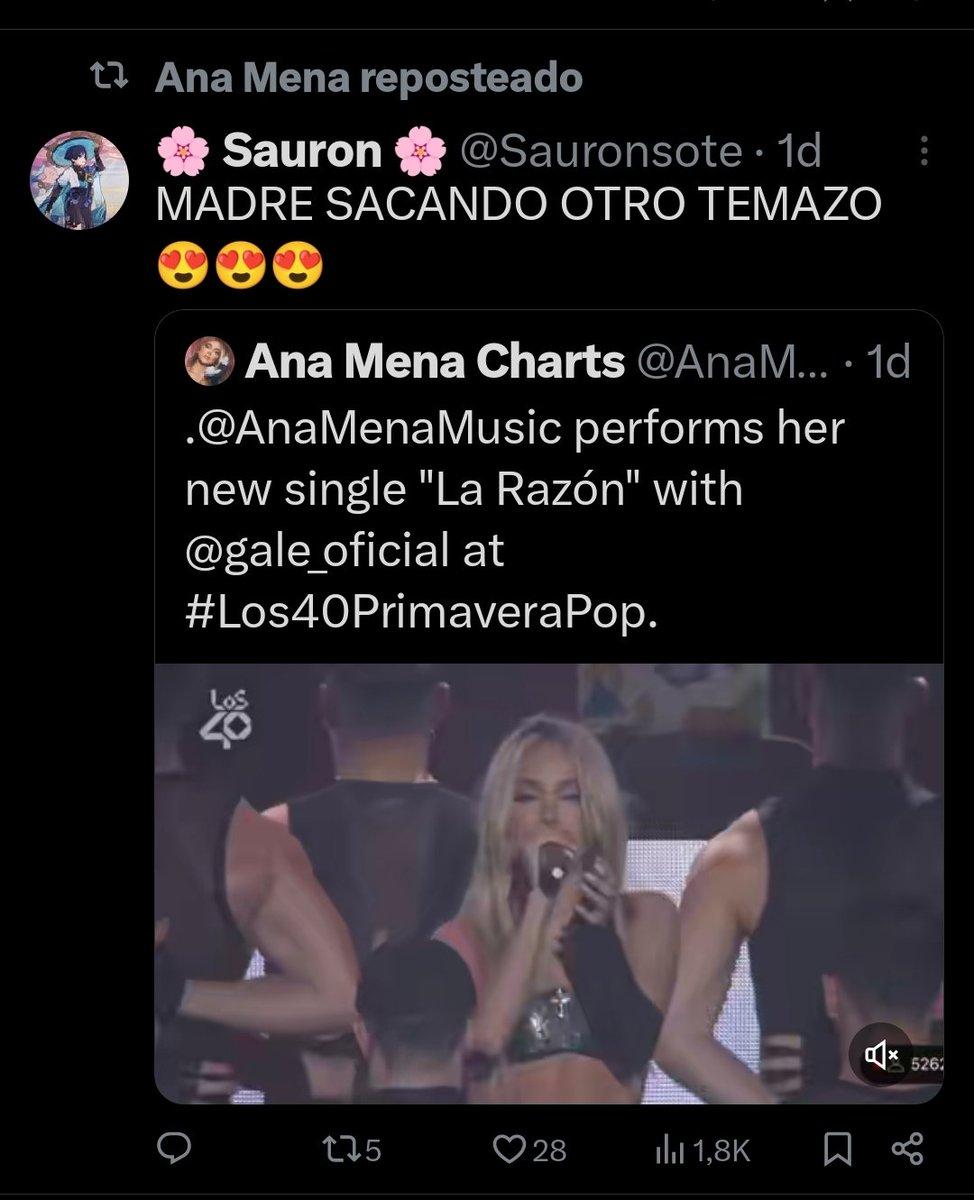 Ana Mena reposteado
🌸 Sauron 🌸 @Sauronsote · 1d
MADRE SACANDO OTRO TEMAZO
😍😍😍
Ana Mena Charts @AnaM... · 1d
.@AnaMenaMusic performs her
new single "La Razón" with
@gale_oficial at
#Los40PrimaveraPop.
LOS
40
5262
5
28
1,8K